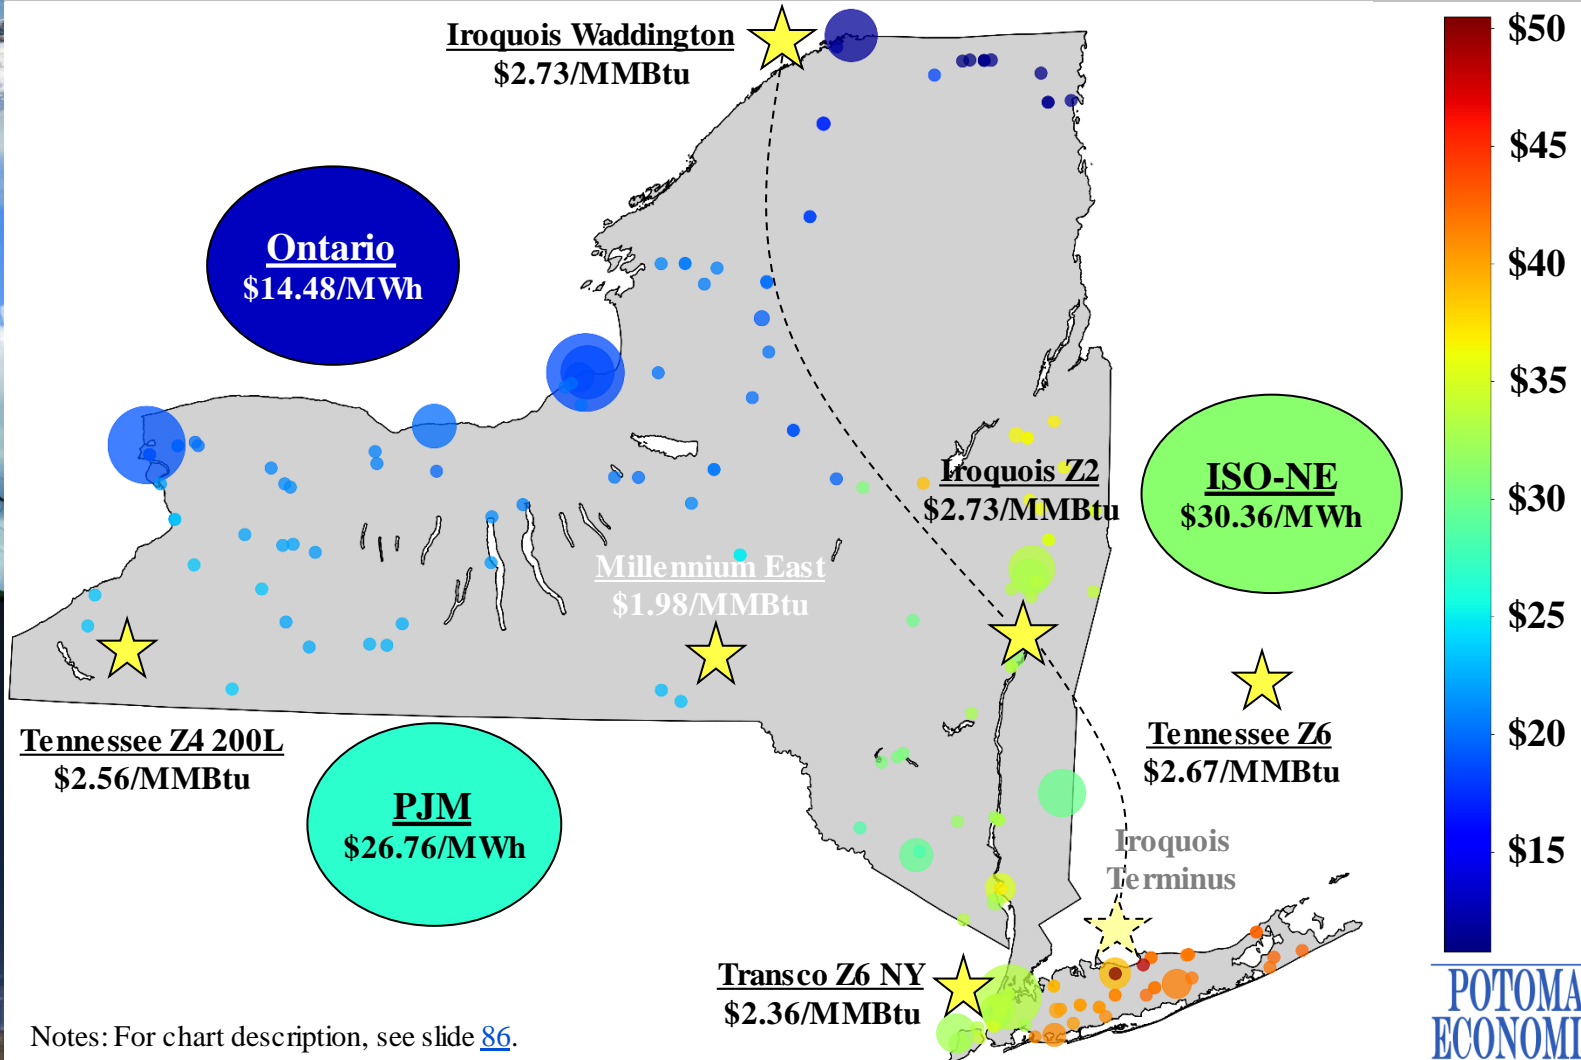 Iroquois Waddington
$2.73/MMBtu
Ontario
$14.48/MWh
Iroquois Z2
$2.73/MMBtu
ISO-NE
$30.36/MWh
Millennium East
$1.98/MMBtu
Tennessee Z4 200L
$2.56/MMBtu
PJM
$26.76/MWh
Tennessee Z6
$2.67/MMBtu
Iroquois
Terminus
Transco Z6 NY
$2.36/MMBtu
Notes: For chart description, see slide 86.
$50
$45
$40
$35
$30
$25
$20
$15
POTOMA
ECONOMI